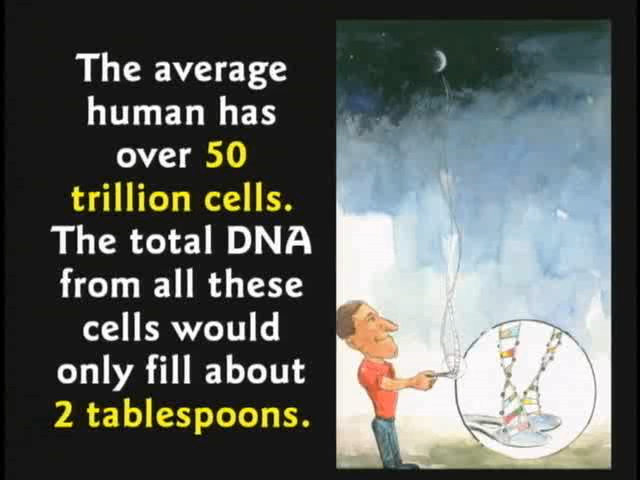 The average
human has
over 50
trillion cells.
The total DNA
from all these
cells would
only fill about
2 tablespoons.